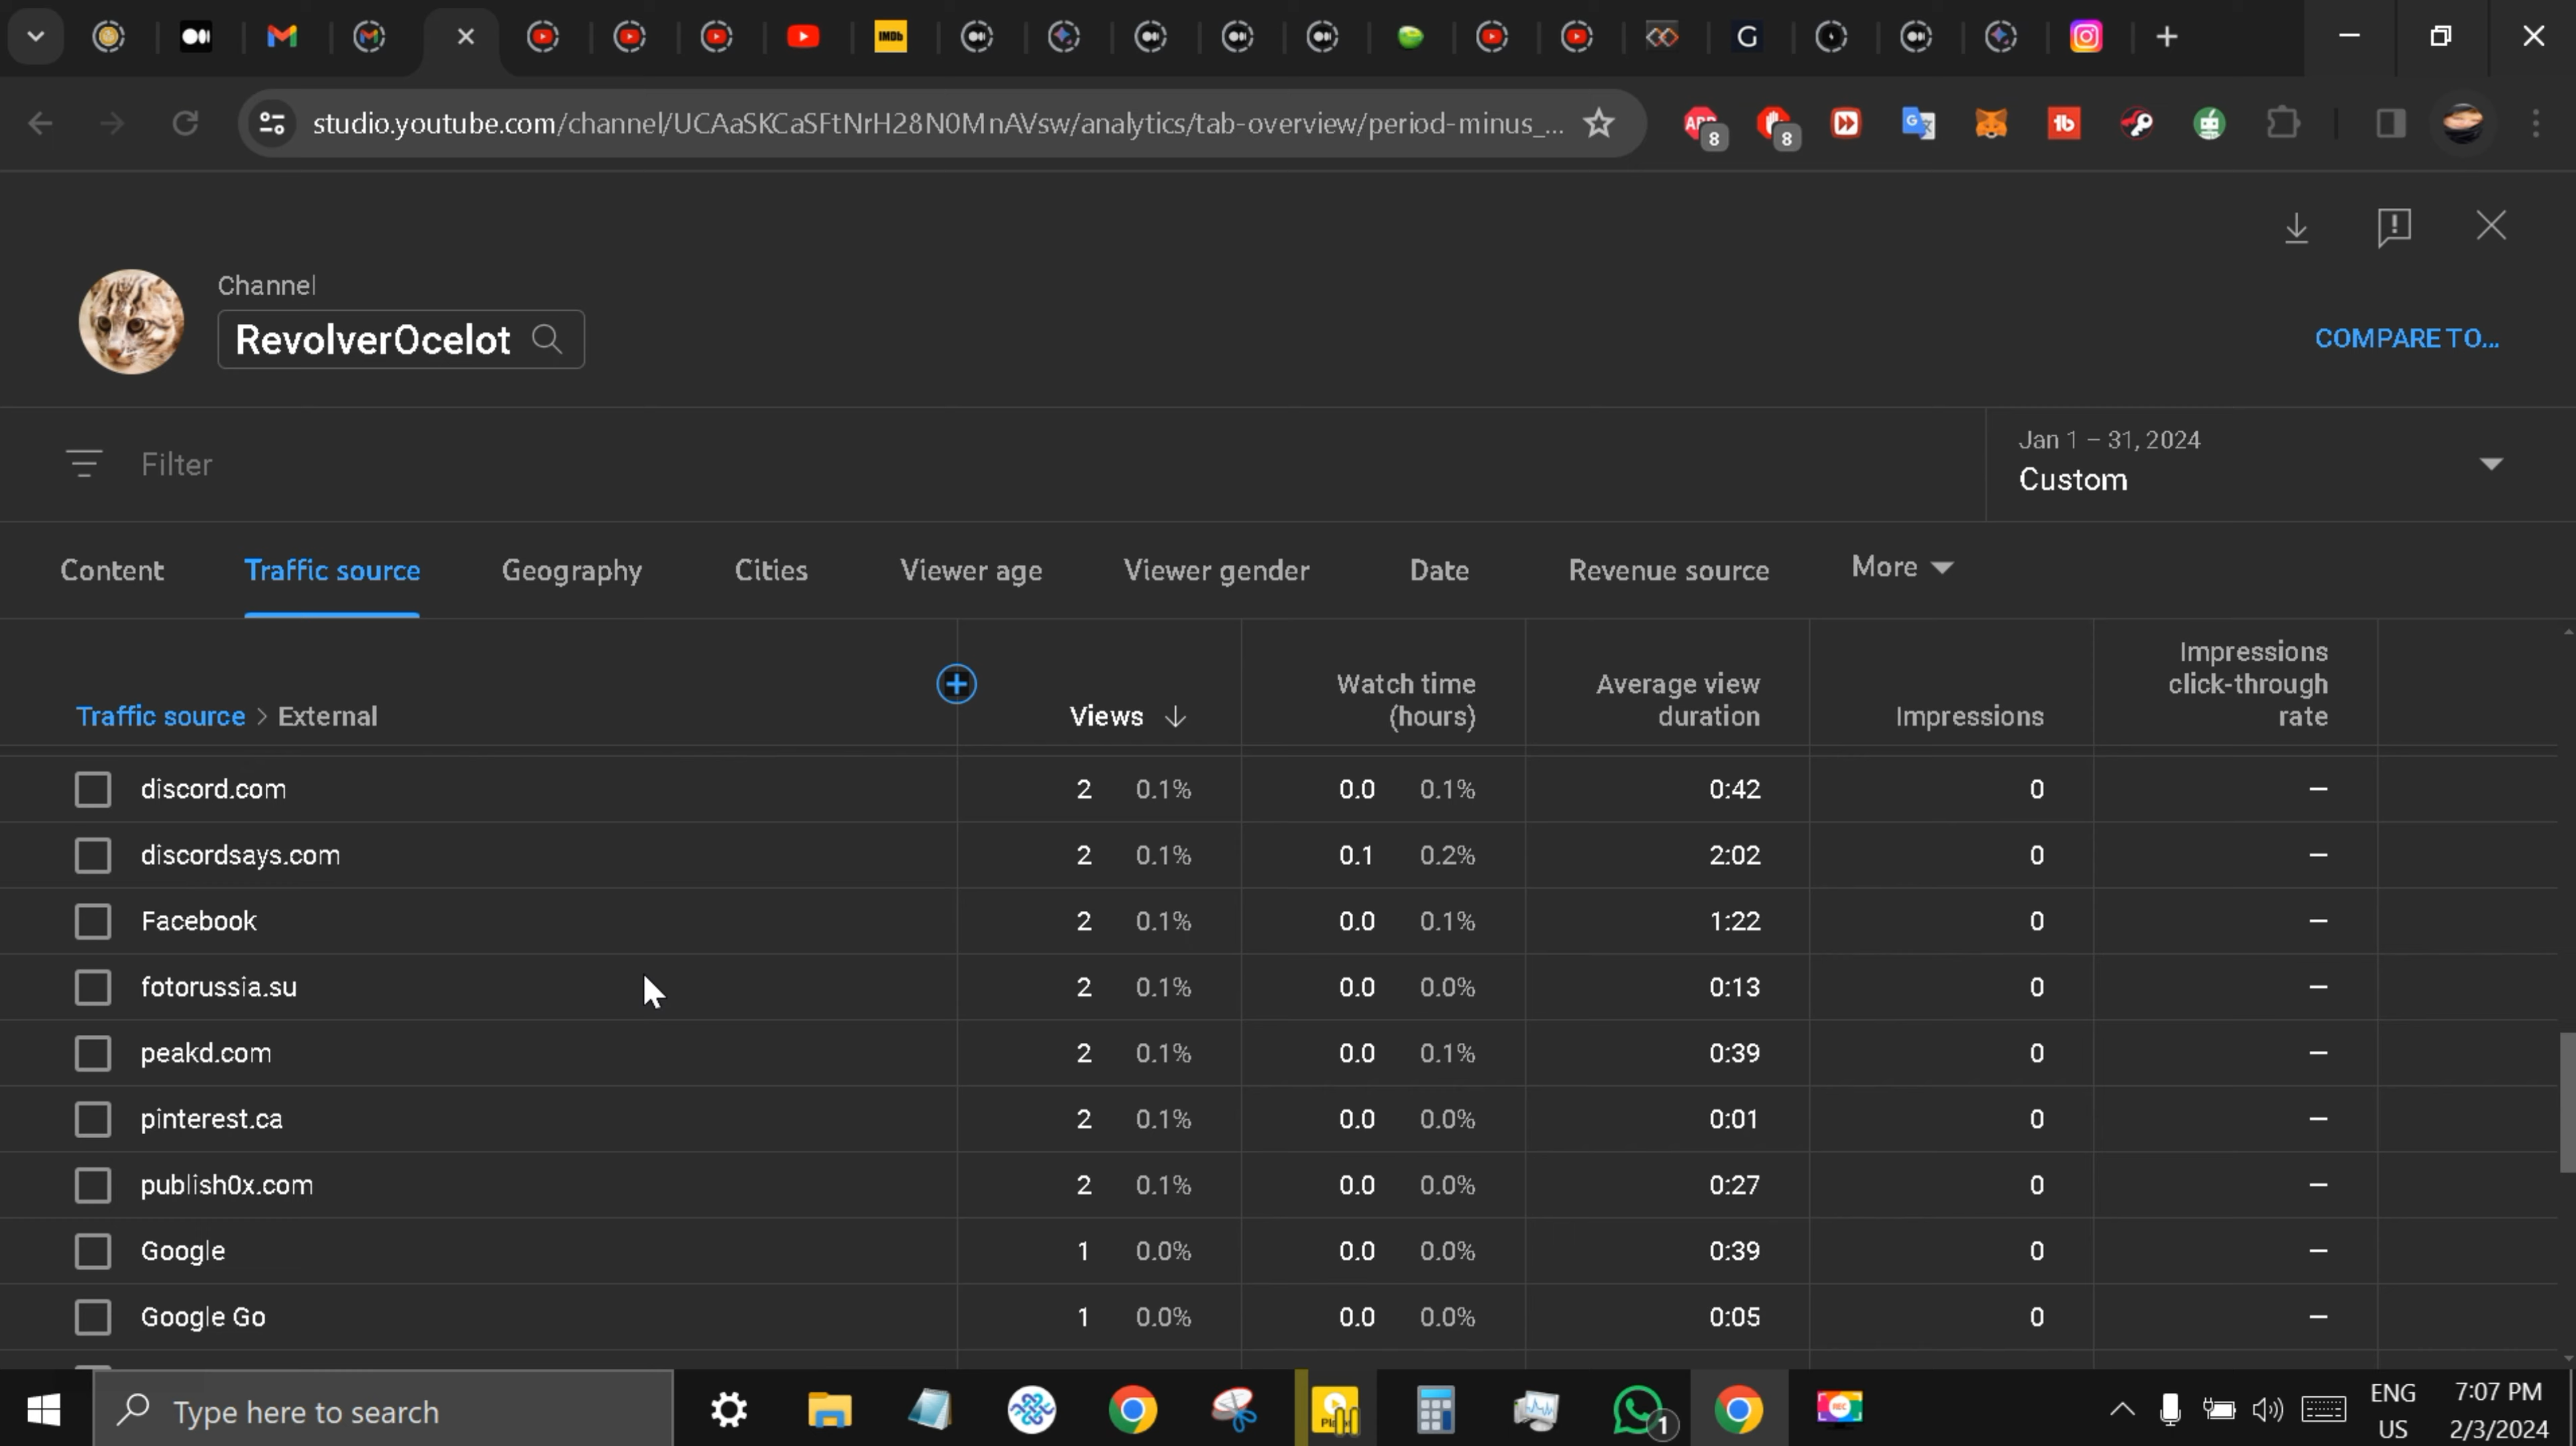 IMDb
G
studio.youtube.com/channel/UCAaSKCaSFtNrH28N0MnAVsw/analytics/tab-overview/period-minus_...
ABP 8
8
G
tb
Channel
RevolverOcelot
COMPARE TO...
Filter
Jan 1 – 31, 2024
Custom
Content Traffic source Geography Cities Viewer age Viewer gender Date Revenue source More
Traffic source > External
Views
Watch time
(hours)
Average view
duration
Impressions
Impressions
click-through
rate
discord.com 2 0.1% 0.0 0.1% 0:42 0 –
discordsays.com 2 0.1% 0.1 0.2% 2:02 0 –
Facebook 2 0.1% 0.0 0.1% 1:22 0 –
fotorussia.su 2 0.1% 0.0 0.0% 0:13 0 –
peakd.com 2 0.1% 0.0 0.1% 0:39 0 –
pinterest.ca 2 0.1% 0.0 0.0% 0:01 0 –
publish0x.com 2 0.1% 0.0 0.0% 0:27 0 –
Google 1 0.0% 0.0 0.0% 0:39 0 –
Google Go 1 0.0% 0.0 0.0% 0:05 0 –
Type here to search
1
REC
ENG
US
7:07 PM
2/3/2024